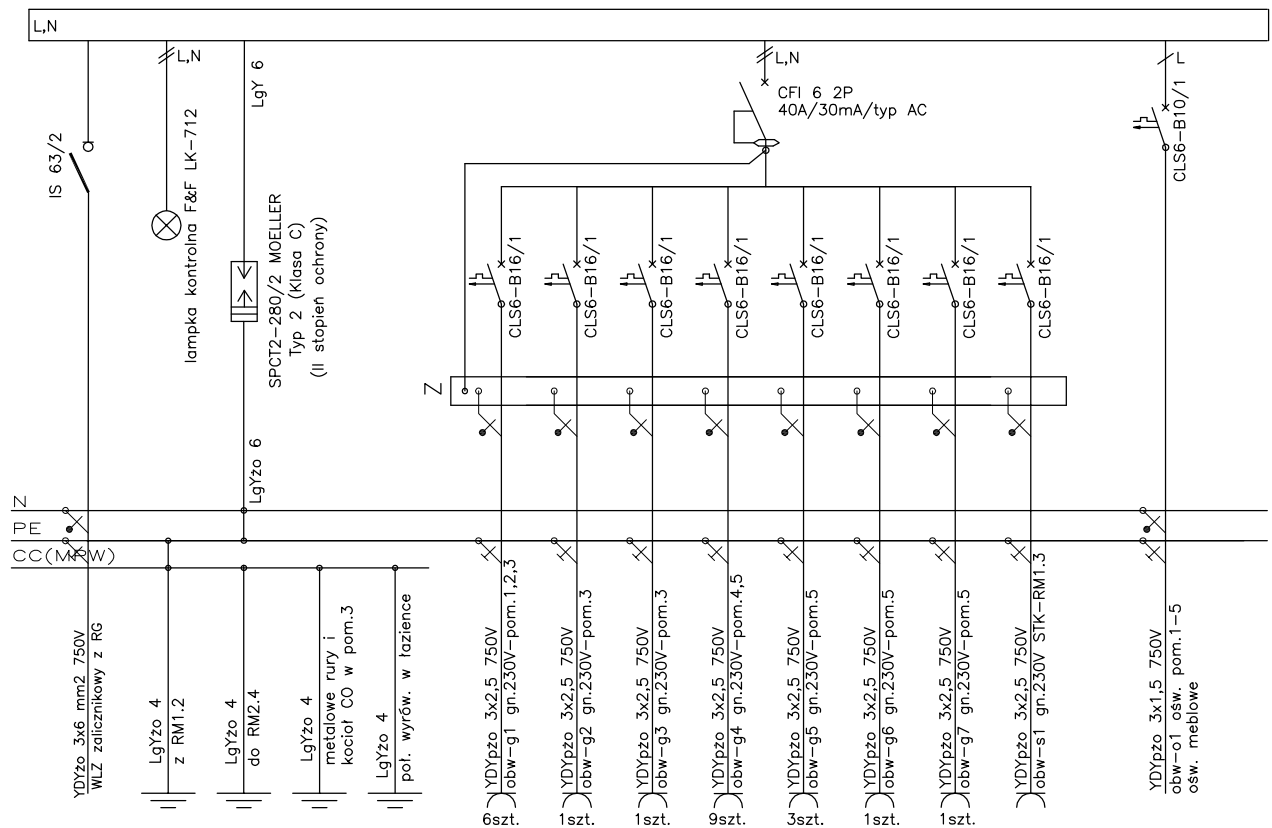 L,N
IS 63/2
L,N
lampka kontrolna F&F LK-712
LgY 6
SPCT2-280/2 MOELLER
Typ 2 (Klasa C)
(II stopień ochrony)
LgYżo 6
L,N
CFI 6 2P
40A/30mA/typ AC
L
CLS6-B10/1
CLS6-B16/1
CLS6-B16/1
CLS6-B16/1
CLS6-B16/1
CLS6-B16/1
CLS6-B16/1
CLS6-B16/1
CLS6-B16/1
N
N
PE
CC(MRW)
YDYżo 3x6 mm2 750V
WLZ zalicznikowy z RG
LgYżo 4
z RM1.2
LgYżo 4
do RM2.4
LgYżo 4
metalowe rury i
kocioł CO w pom.3
LgYżo 4
poł. wyrów. w łazience
YDYpżo 3x2,5 750V
obw-g1 gn.230V-pom.1,2,3
6szt.
YDYpżo 3x2,5 750V
obw-g2 gn.230V-pom.3
1szt.
YDYpżo 3x2,5 750V
obw-g3 gn.230V-pom.3
1szt.
YDYpżo 3x2,5 750V
obw-g4 gn.230V-pom.4,5
9szt.
YDYpżo 3x2,5 750V
obw-g5 gn.230V-pom.5
3szt.
YDYpżo 3x2,5 750V
obw-g6 gn.230V-pom.5
1szt.
YDYpżo 3x2,5 750V
obw-g7 gn.230V-pom.5
1szt.
YDYpżo 3x2,5 750V
obw-s1 gn.230V STK-RM1.3
YDYpżo 3x1,5 750V
obw-o1 ośw. pom.1-5
ośw. meblowe